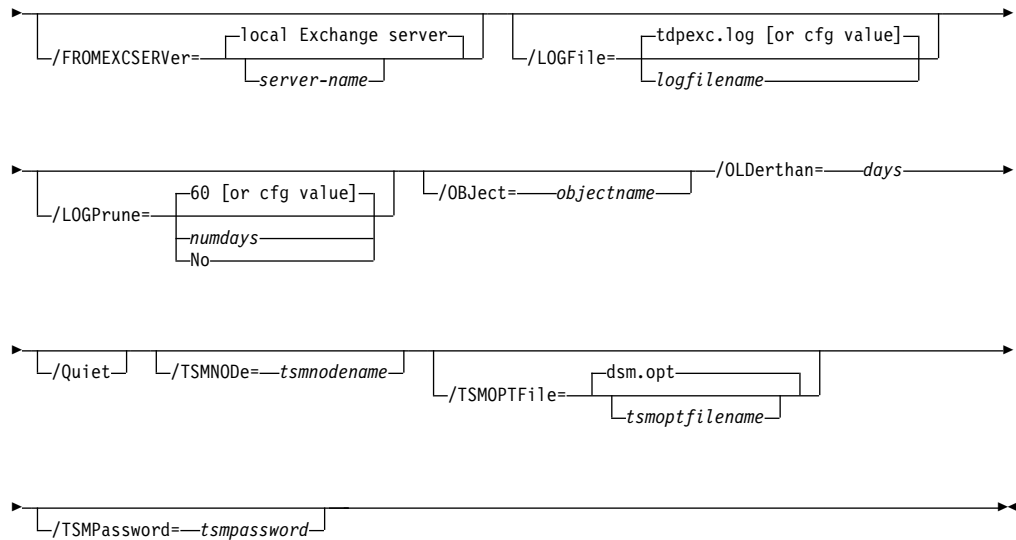 local Exchange server
/FROMEXCSERVer=
server-name
tdpexc.log [or cfg value]
/LOGFile=
logfilename
60 [or cfg value]
/LOGPrune=
numdays
No
/OBJect= objectname
/OLDerthan= days
/Quiet
/TSMNODe= tsmnodename
dsm.opt
/TSMOPTFile=
tsmoptfilename
/TSMPassword= tsmpassword